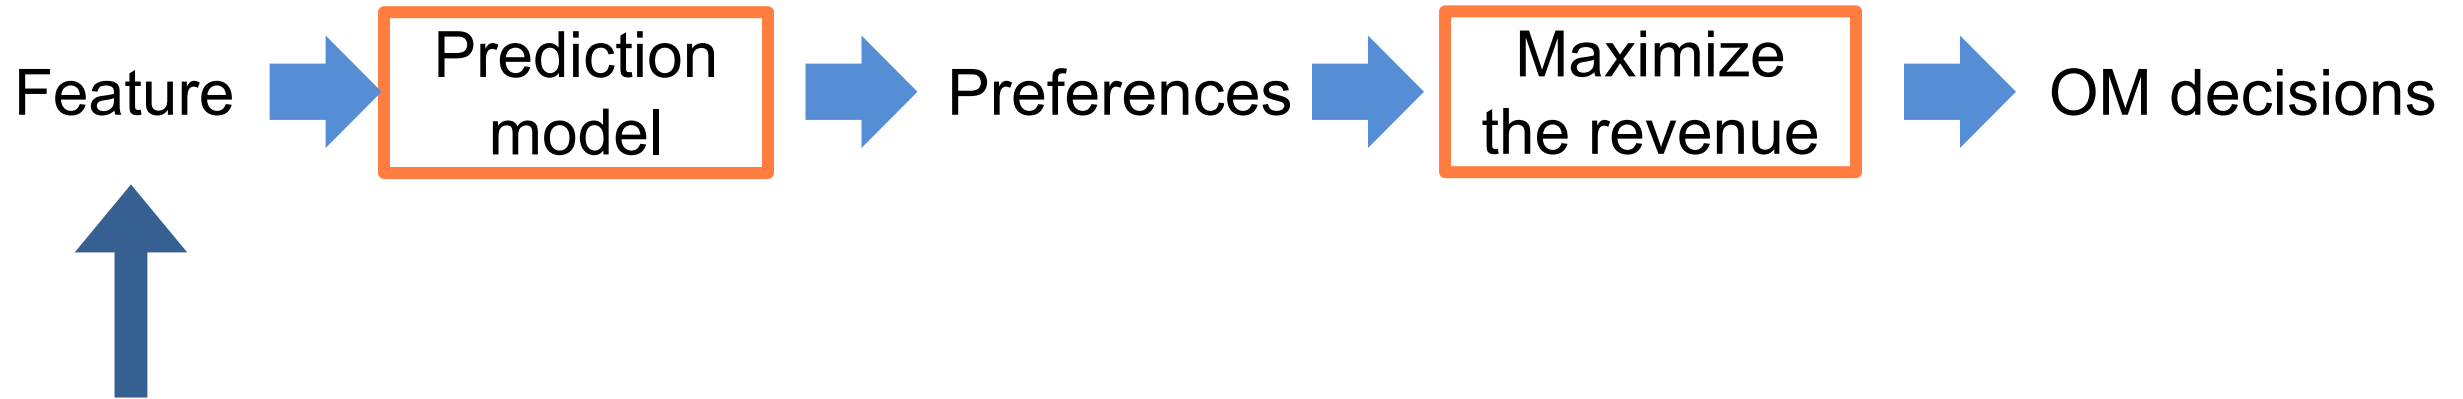 Feature
Prediction
model
Preferences
Maximize
the revenue
OM decisions